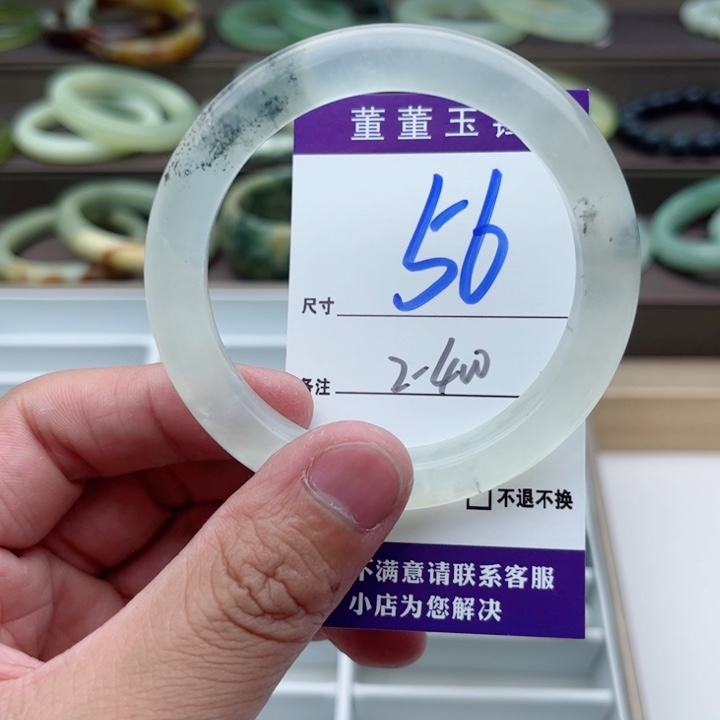 董董玉
56
尺寸
2-400
备注
不退不换
不满意请联系客服
小店为您解决